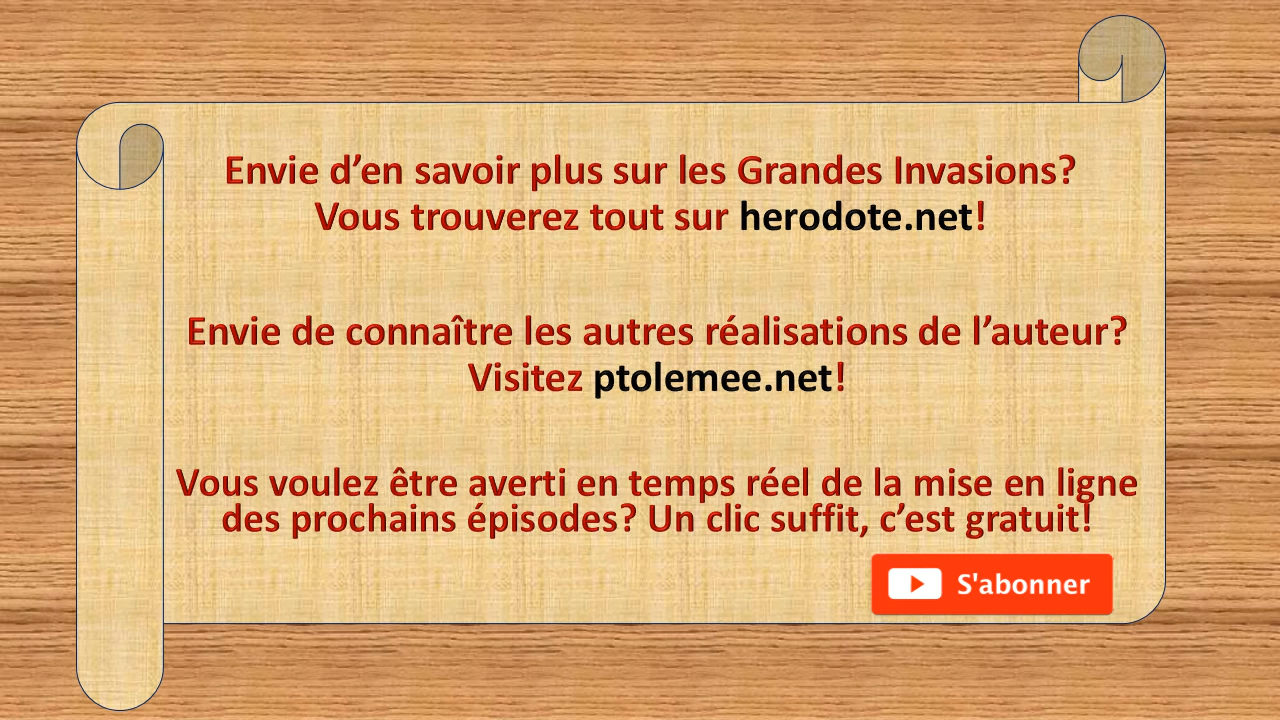 Envie d’en savoir plus sur les Grandes Invasions?
Vous trouverez tout sur herodote.net!
Envie de connaître les autres réalisations de l’auteur?
Visitez ptolemee.net!
Vous voulez être averti en temps réel de la mise en ligne
des prochains épisodes? Un clic suffit, c’est gratuit!
S'abonner